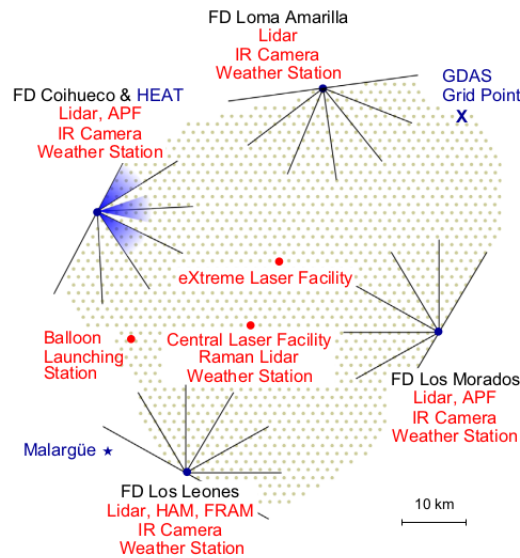 FD Loma Amarilla
Lidar
IR Camera
Weather Station
GDAS
Grid Point
X
FD Coihueco & HEAT
Lidar, APF
IR Camera
Weather Station
eXtreme Laser Facility
Balloon
Launching
Station
Central Laser Facility
Raman Lidar
Weather Station
FD Los Morados
Lidar, APF
IR Camera
Weather Station
Malargüe
FD Los Leones
Lidar, HAM, FRAM
IR Camera
Weather Station
10 km